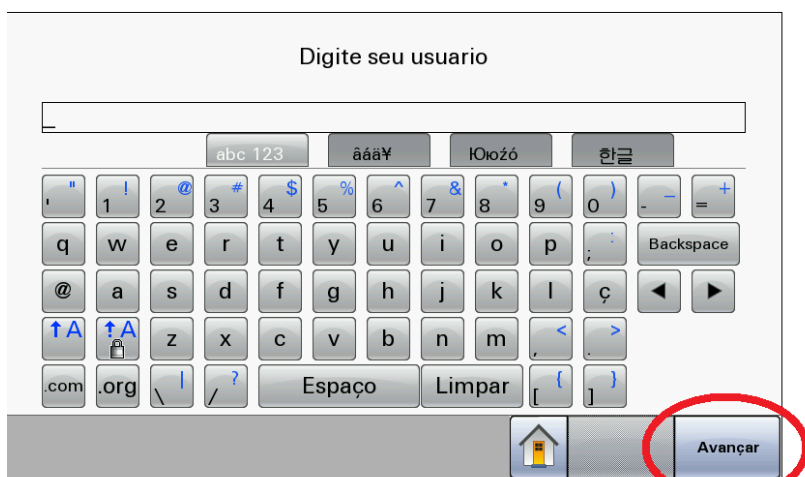 Digite seu usuario
_
abc 123 âáä¥ Ююźó 한글
' " 1 ! 2 @ 3 # 4 $ 5 % 6 ^ 7 & 8 * 9 ( 0 ) - _ = +
q w e r t y u i o p ; : Backspace
@ a s d f g h j k l ç ◀ ▶
↑A ↑A z x c v b n m , < . >
.com .org \ | / ? Espaço Limpar [ { ] }
Avançar